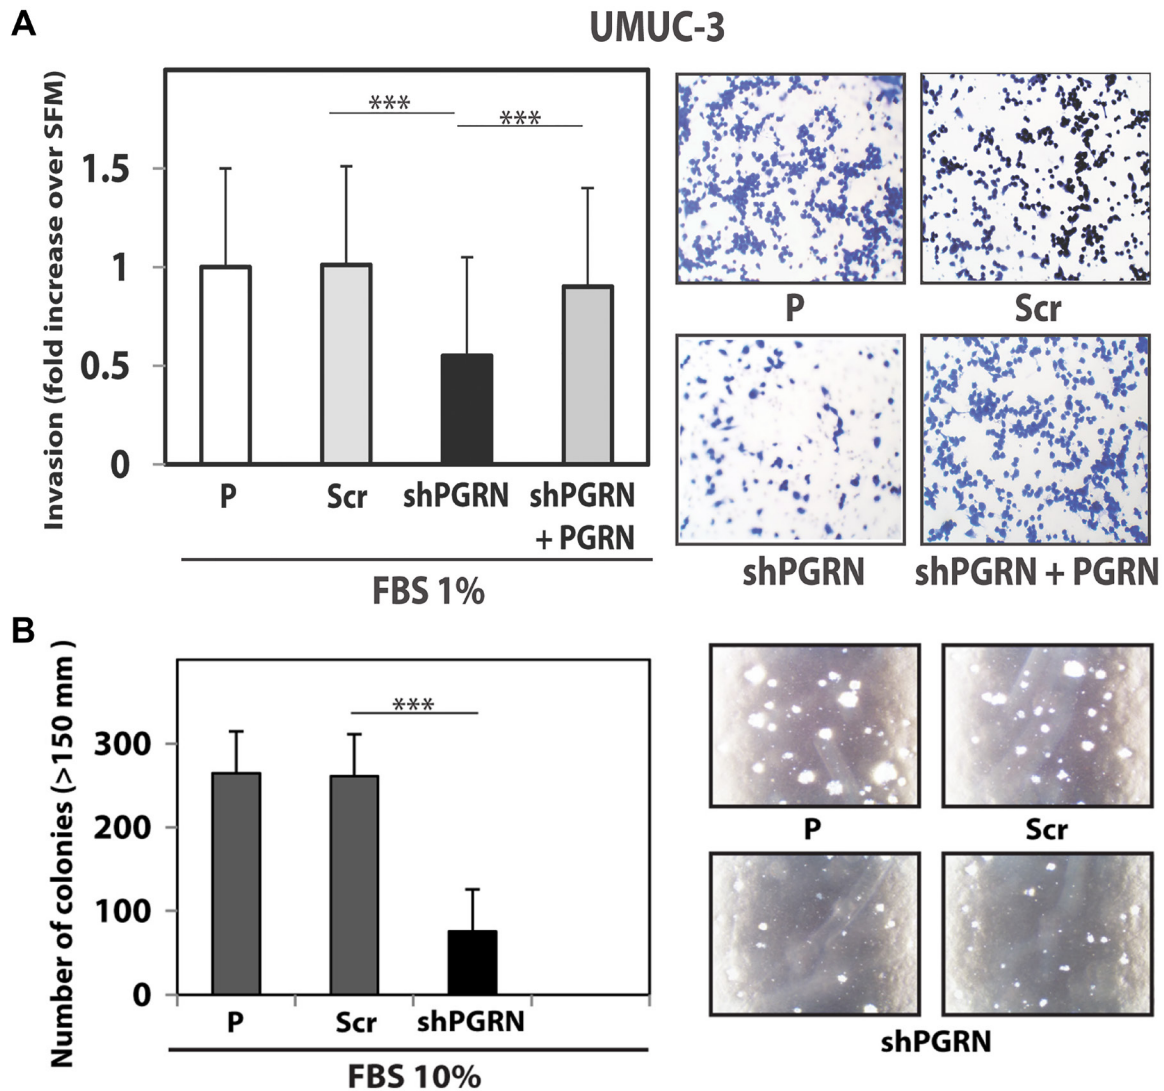 A
UMUC-3
Invasion (fold increase over SFM)
1.5
1
0.5
0
***
***
P
Scr
shPGRN
shPGRN
+ PGRN
FBS 1%
P
Scr
shPGRN
shPGRN + PGRN
B
Number of colonies (>150 mm )
300
200
100
0
***
P
Scr
shPGRN
FBS 10%
P
Scr
shPGRN